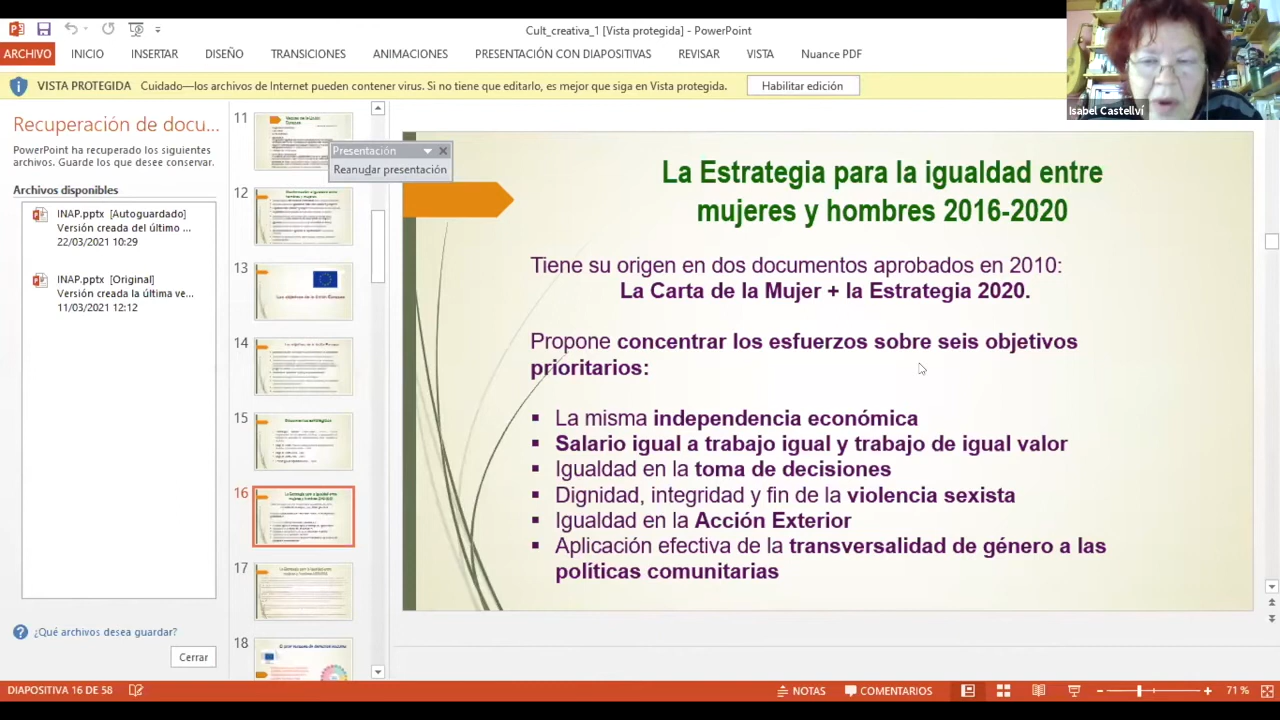 Cult_creativa_1 [Vista protegida] - PowerPoint
ARCHIVO INICIO INSERTAR DISEÑO TRANSICIONES ANIMACIONES PRESENTACIÓN CON DIAPOSITIVAS REVISAR VISTA Nuance PDF
VISTA PROTEGIDA Cuidado—los archivos de Internet pueden contener virus. Si no tiene que editarlo, es mejor que siga en Vista protegida. Habilitar edición
Isabel Castellví
Recuperación de docu...
PowerPoint ha recuperado los siguientes
archivos. Guarde los que desee conservar.
Archivos disponibles
INAP.pptx [Autoguardado]
Versión creada del último ...
22/03/2021 10:29
INAP.pptx [Original]
Versión creada la última ve...
11/03/2021 12:12
¿Qué archivos desea guardar?
Cerrar
11
12
13
14
15
16
17
18
Presentación
Reanudar presentación
La Estrategia para la igualdad entre
y hombres
Tiene su origen en dos documentos aprobados en 2010:
La Carta de la Mujer + la Estrategia 2020.
Propone concentrar los esfuerzos sobre seis objetivos
prioritarios:
▪ La misma independencia económica
▪ Salario igual a trabajo igual y trabajo de igual valor
▪ Igualdad en la toma de decisiones
▪ Dignidad, integridad y fin de la violencia sexista
▪ Igualdad en la Acción Exterior
▪ Aplicación efectiva de la transversalidad de género a las
políticas comunitarias
DIAPOSITIVA 16 DE 58 NOTAS COMENTARIOS 71 %